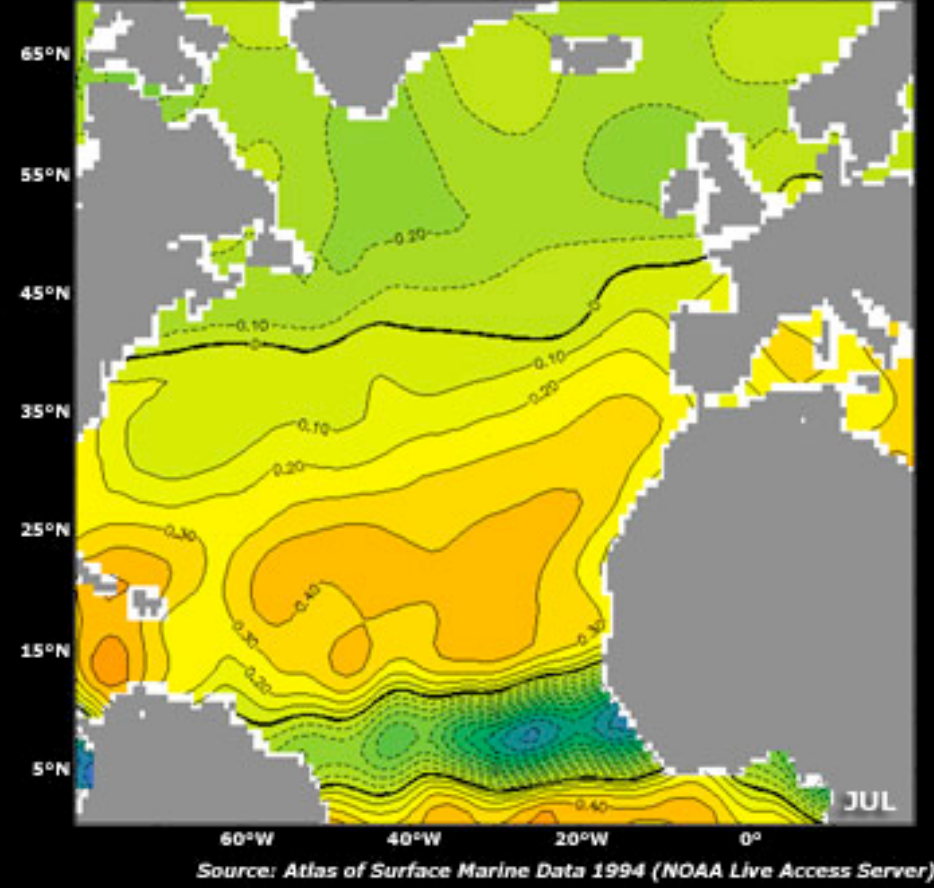 65°N
55°N
0.20
45°N
0
0.10
0
0.10
0.20
35°N
0.10
0.20
25°N
0.30
0.40
0.30
0.30
15°N
0.20
5°N
0.40
JUL
60°W 40°W 20°W 0°
Source: Atlas of Surface Marine Data 1994 (NOAA Live Access Server)